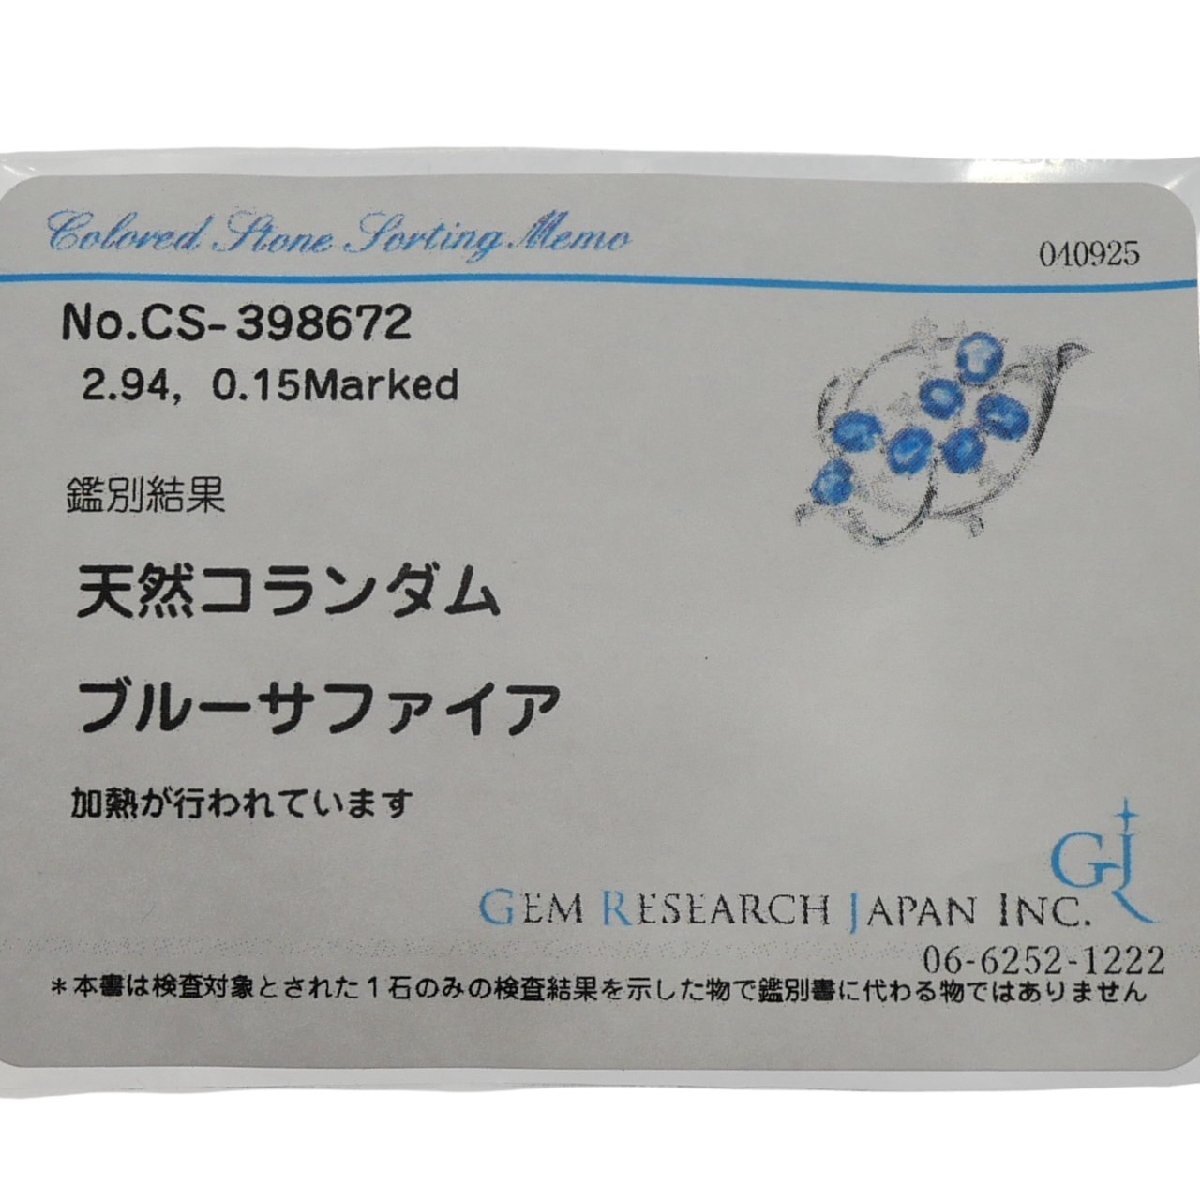 Colored Stone Sorting Memo
040925
No.CS-398672
2.94, 0.15Marked
鑑別結果
天然コランダム
ブルーサファイア
加熱が行われています
GJ
GEM RESEARCH JAPAN INC.
06-6252-1222
*本書は検査対象とされた1石のみの検査結果を示した物で鑑別書に代わる物ではありません